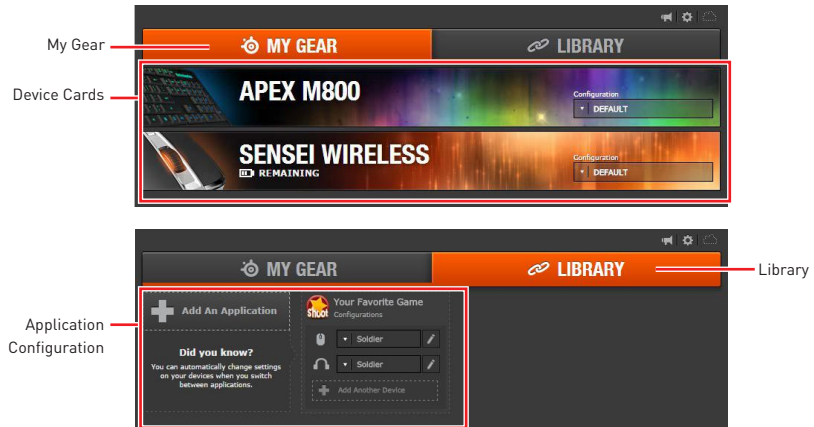 My Gear
MY GEAR
LIBRARY
Device Cards
APEX M800
Configuration
DEFAULT
SENSEI WIRELESS
REMAINING
Configuration
DEFAULT
MY GEAR
LIBRARY
Library
Application
Configuration
Add An Application
Did you know?
You can automatically change settings
on your devices when you switch
between applications.
Shoot
Your Favorite Game
Configurations
Soldier
Soldier
Add Another Device